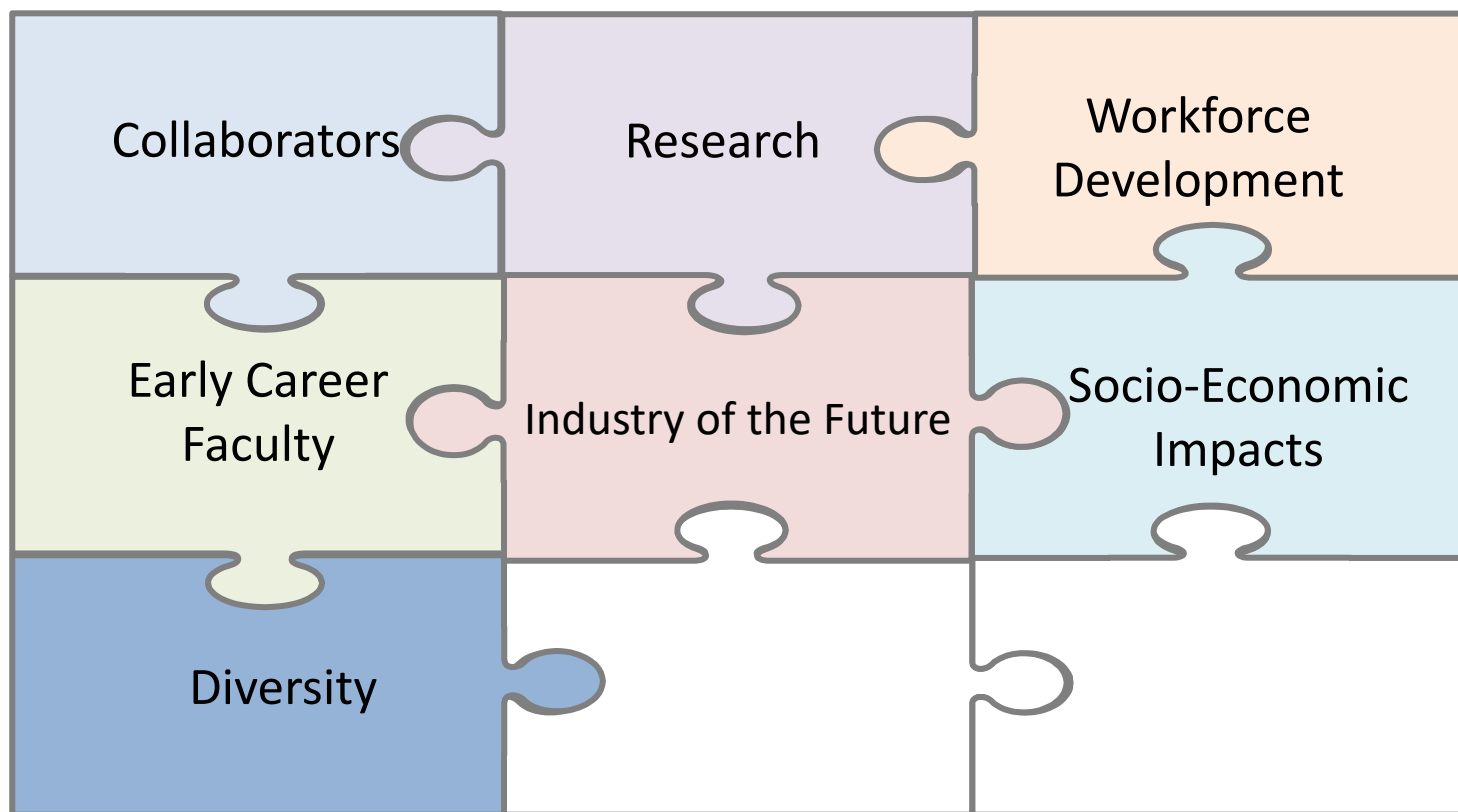 Collaborators
Research
Workforce
Development
Early Career
Faculty
Industry of the Future
Socio-Economic
Impacts
Diversity